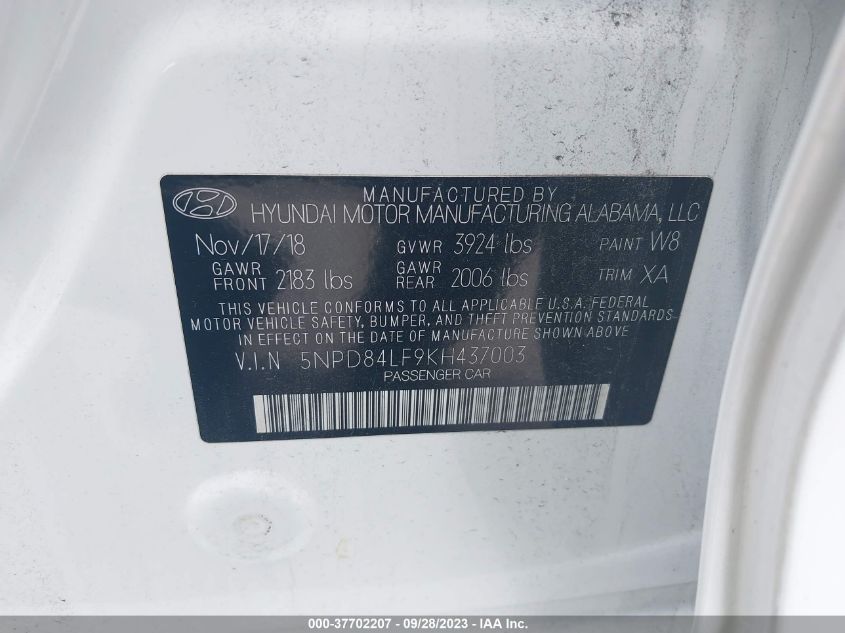 MANUFACTURED BY
HYUNDAI MOTOR MANUFACTURING ALABAMA, LLC
Nov/17/18 GVWR 3924 lbs PAINT W8
GAWR FRONT 2183 lbs GAWR REAR 2006 lbs TRIM XA
THIS VEHICLE CONFORMS TO ALL APPLICABLE U.S.A. FEDERAL
MOTOR VEHICLE SAFETY, BUMPER, AND THEFT PREVENTION STANDARDS
IN EFFECT ON THE DATE OF MANUFACTURE SHOWN ABOVE.
V.I.N 5NPD84LF9KH437003
PASSENGER CAR
000-37702207 - 09/28/2023 - © IAA Inc.